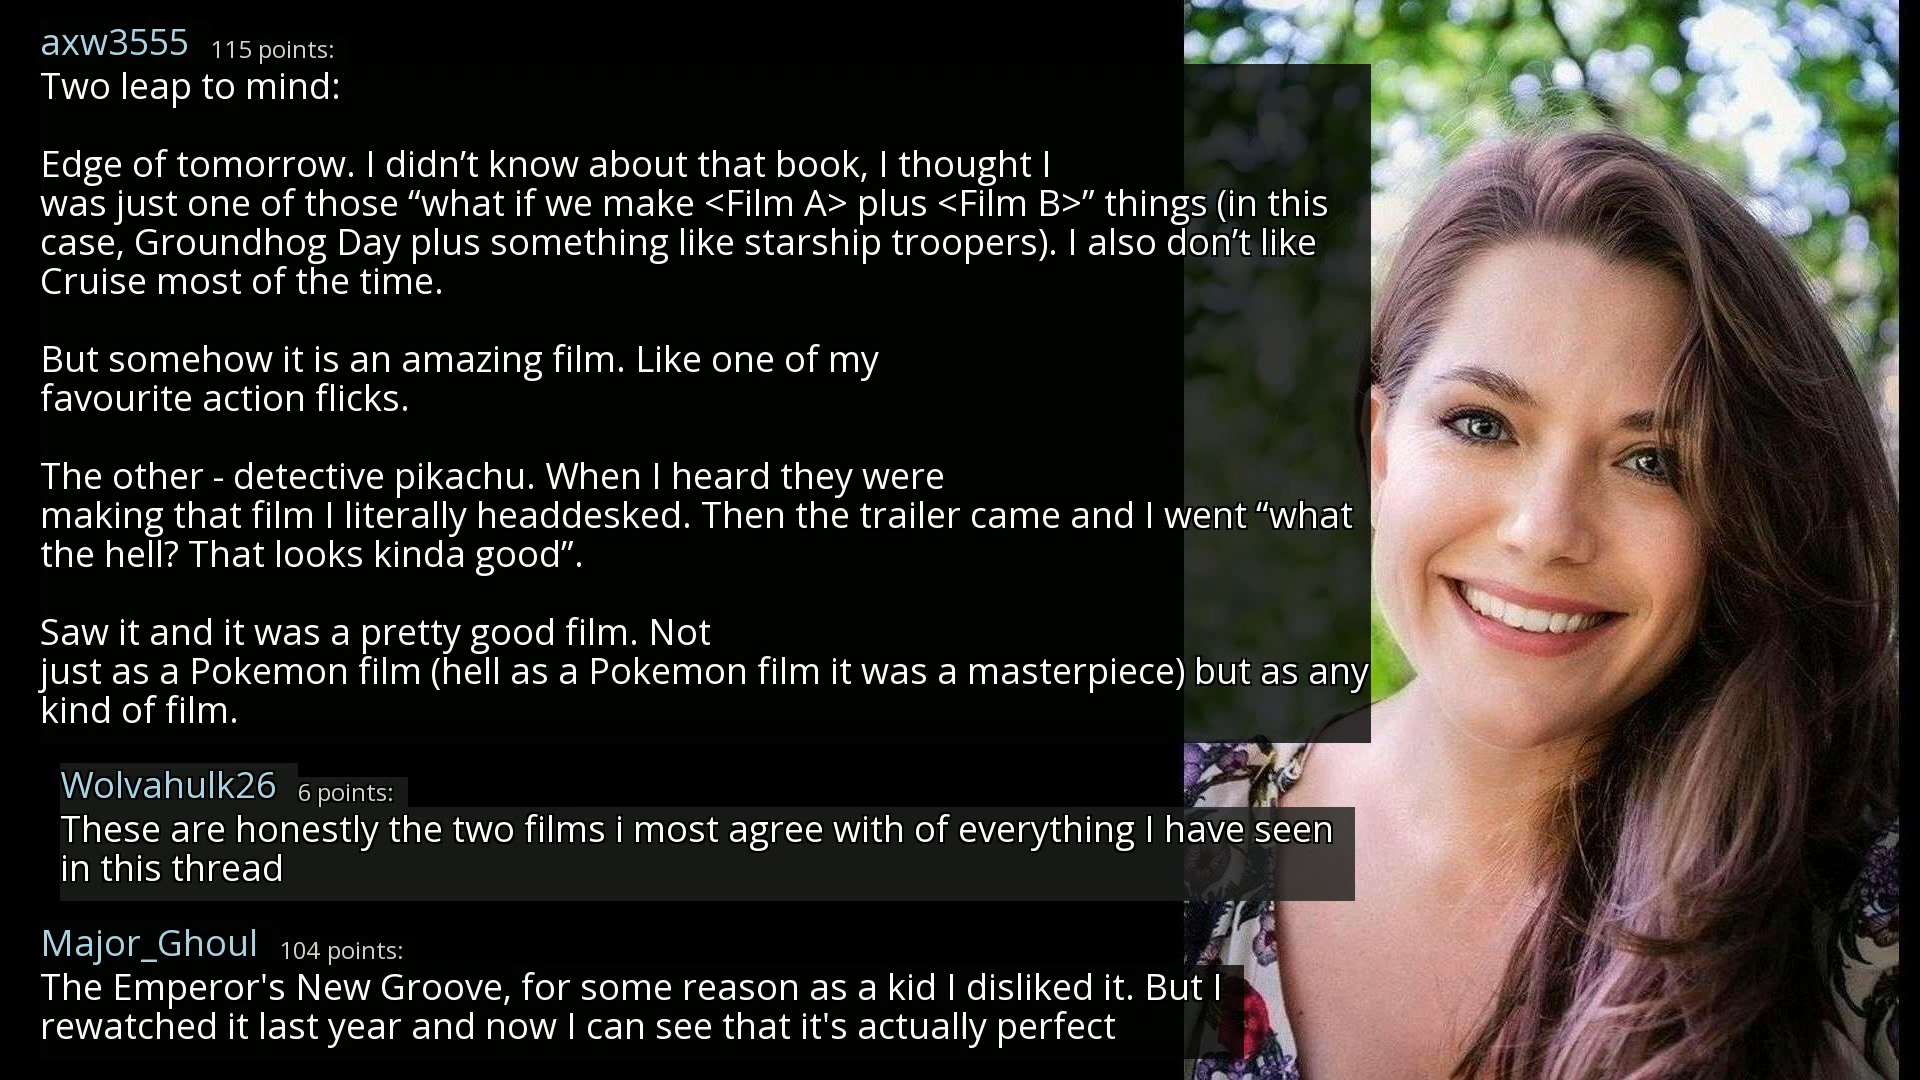 axw3555 115 points:
Two leap to mind:
Edge of tomorrow. I didn’t know about that book, I thought I
was just one of those “what if we make <Film A> plus <Film B>” things (in this
case, Groundhog Day plus something like starship troopers). I also don’t like
Cruise most of the time.
But somehow it is an amazing film. Like one of my
favourite action flicks.
The other - detective pikachu. When I heard they were
making that film I literally headdesked. Then the trailer came and I went “what
the hell? That looks kinda good”.
Saw it and it was a pretty good film. Not
just as a Pokemon film (hell as a Pokemon film it was a masterpiece) but as any
kind of film.
Wolvahulk26 6 points:
These are honestly the two films i most agree with of everything I have seen
in this thread
Major_Ghoul 104 points:
The Emperor's New Groove, for some reason as a kid I disliked it. But I
rewatched it last year and now I can see that it's actually perfect